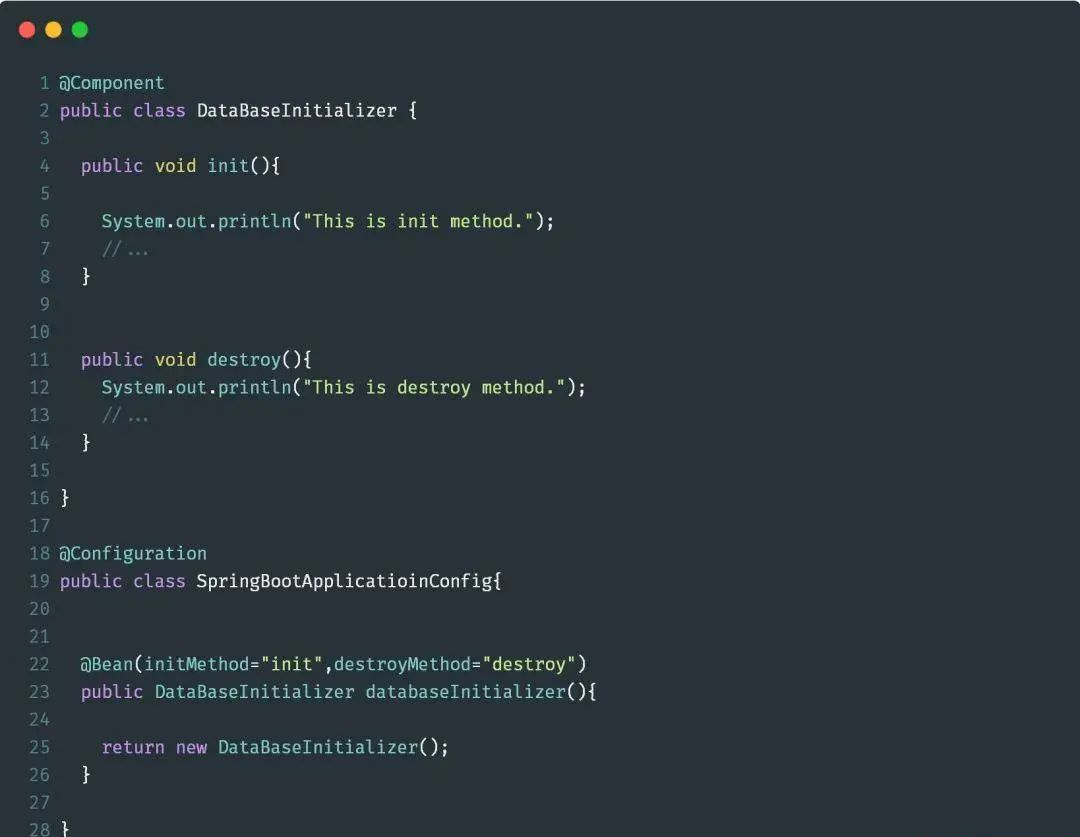 1 @Component
2 public class DataBaseInitializer {
3
4 public void init(){
5
6 System.out.println("This is init method.");
7 //...
8 }
9
10
11 public void destroy(){
12 System.out.println("This is destroy method.");
13 //...
14 }
15
16 }
17
18 @Configuration
19 public class SpringBootApplicatioinConfig{
20
21
22 @Bean(initMethod="init",destroyMethod="destroy")
23 public DataBaseInitializer databaseInitializer(){
24
25 return new DataBaseInitializer();
26 }
27
28 }